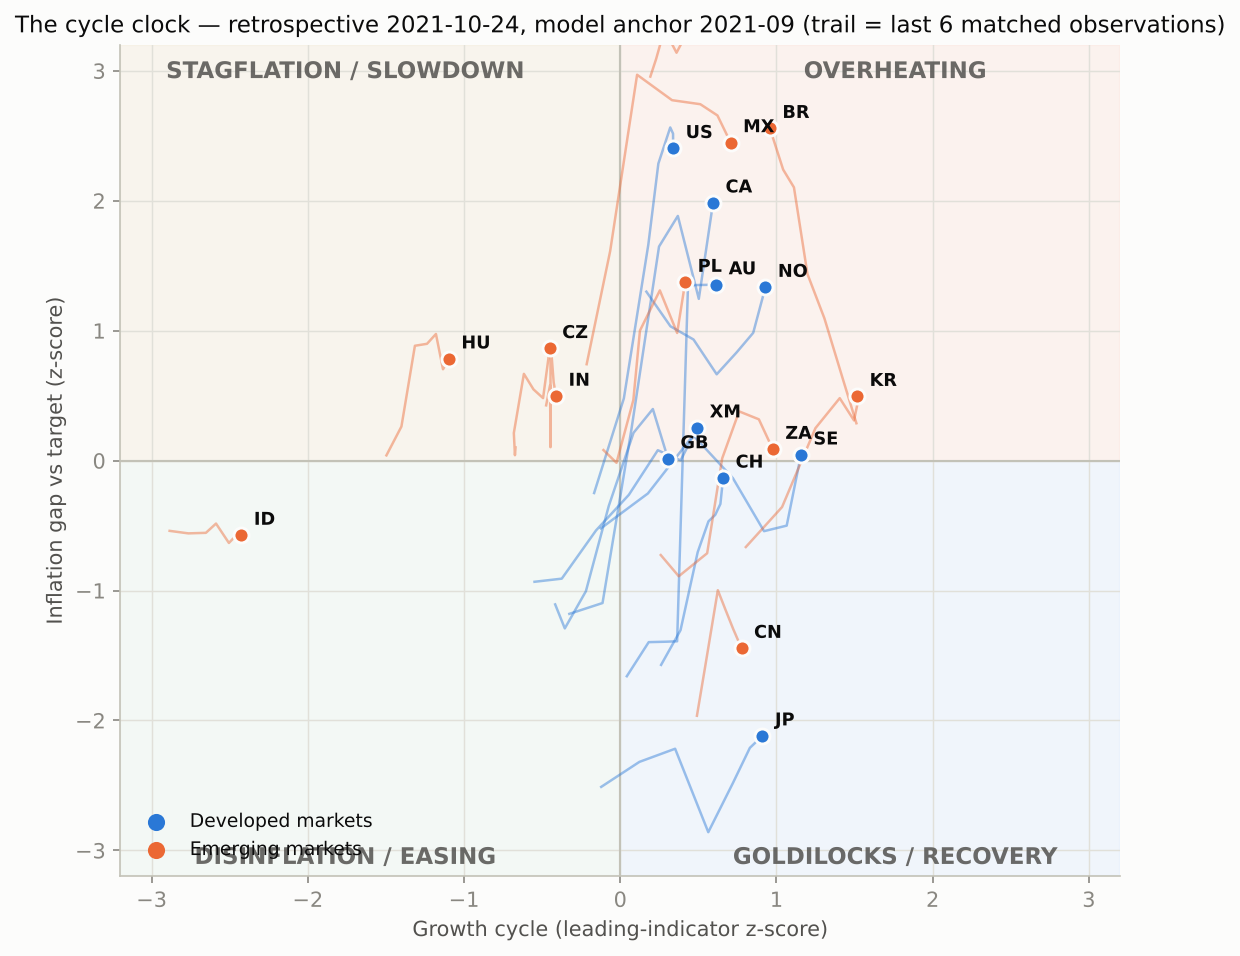 The cycle clock — retrospective 2021-10-24, model anchor 2021-09 (trail = last 6 matched observations)
STAGFLATION / SLOWDOWN
OVERHEATING
BR
US
MX
CA
PL
AU
NO
HU
CZ
IN
KR
XM
GB
ZA
SE
CH
ID
CN
JP
Developed markets
Emerging markets
DISINFLATION / EASING
GOLDILOCKS / RECOVERY
3
2
1
0
−1
−2
−3
−3
−2
−1
0
1
2
3
Inflation gap vs target (z-score)
Growth cycle (leading-indicator z-score)